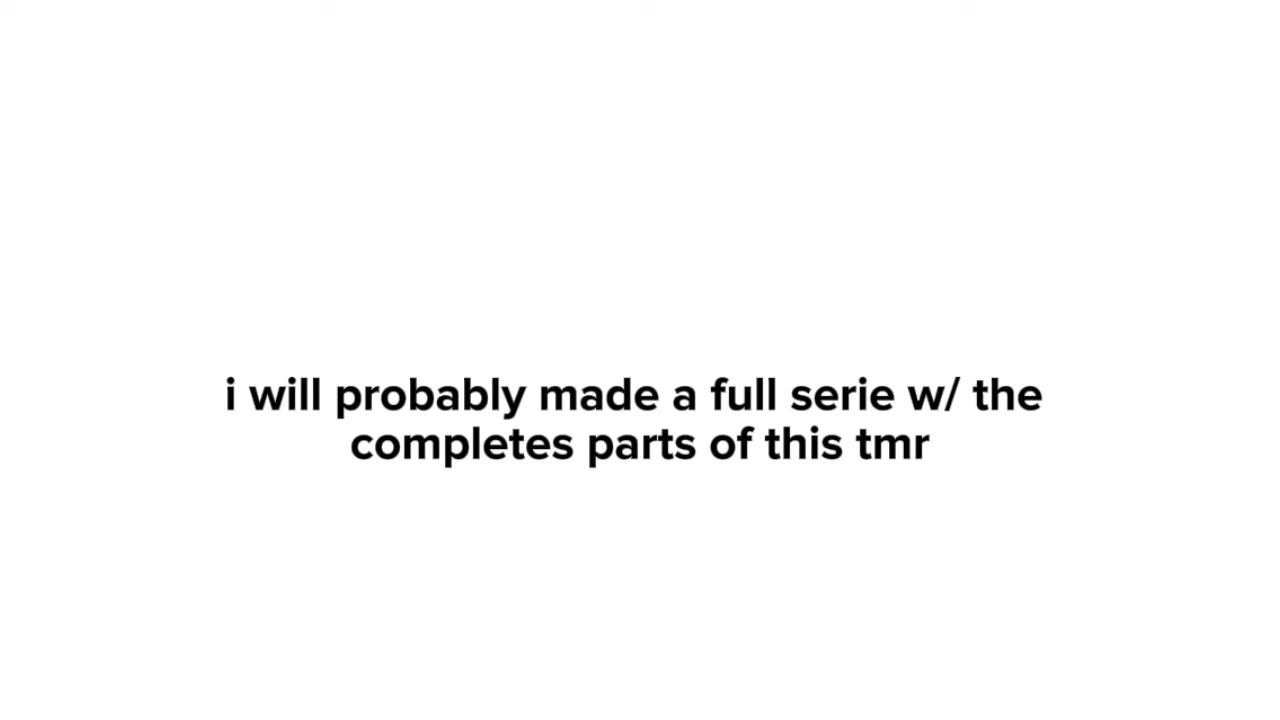 i will probably made a full serie w/ the
completes parts of this tmr